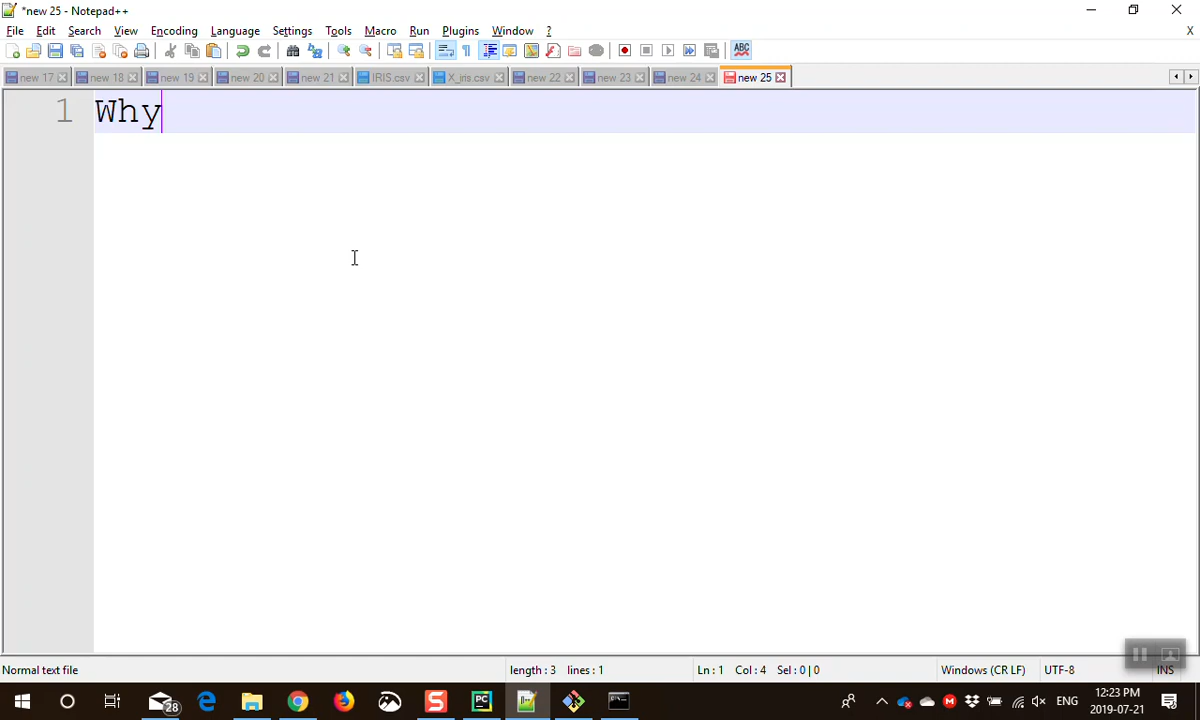 *new 25 - Notepad++
File Edit Search View Encoding Language Settings Tools Macro Run Plugins Window ? X
ABC
new 17 new 18 new 19 new 20 new 21 IRIS.csv X_iris.csv new 22 new 23 new 24 new 25
1 Why
Normal text file length : 3 lines : 1 Ln : 1 Col : 4 Sel : 0 | 0 Windows (CR LF) UTF-8 INS
28 S PC M ENG 12:23 PM
2019-07-21